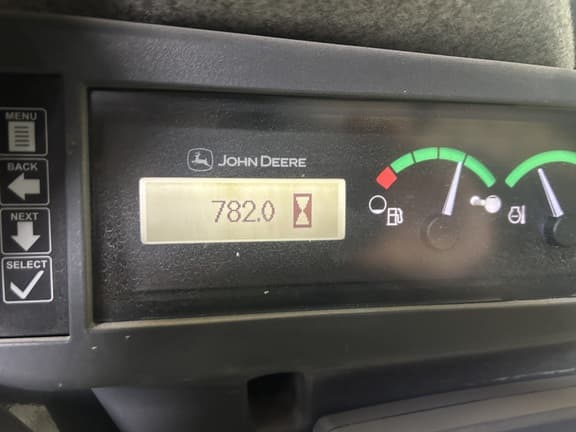 MENU
BACK
NEXT
SELECT
JOHN DEERE
782.0